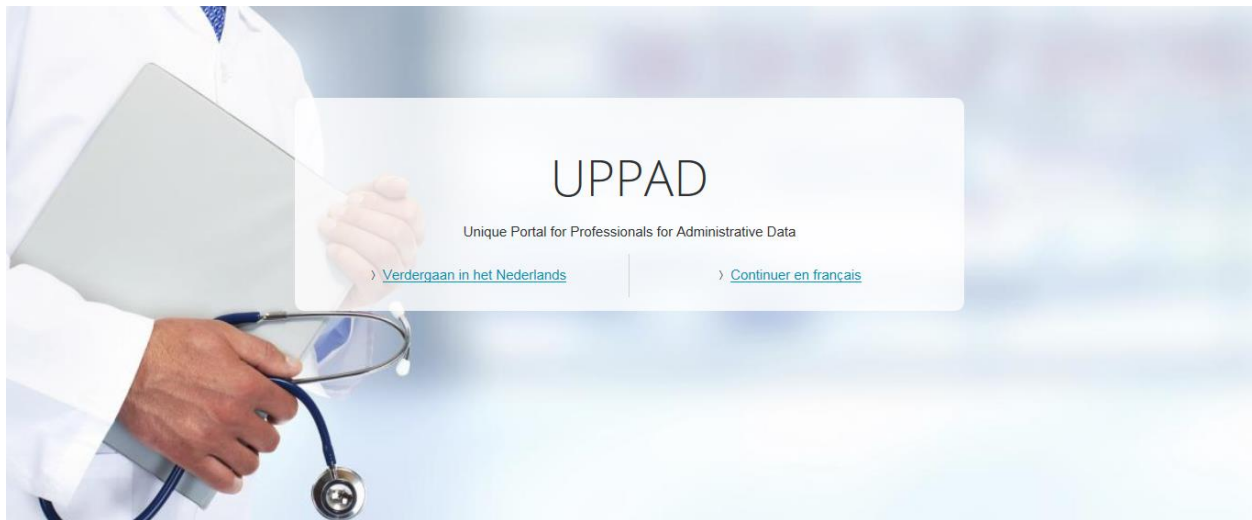 UPPAD
Unique Portal for Professionals for Administrative Data
› Verdergaan in het Nederlands
› Continuer en français